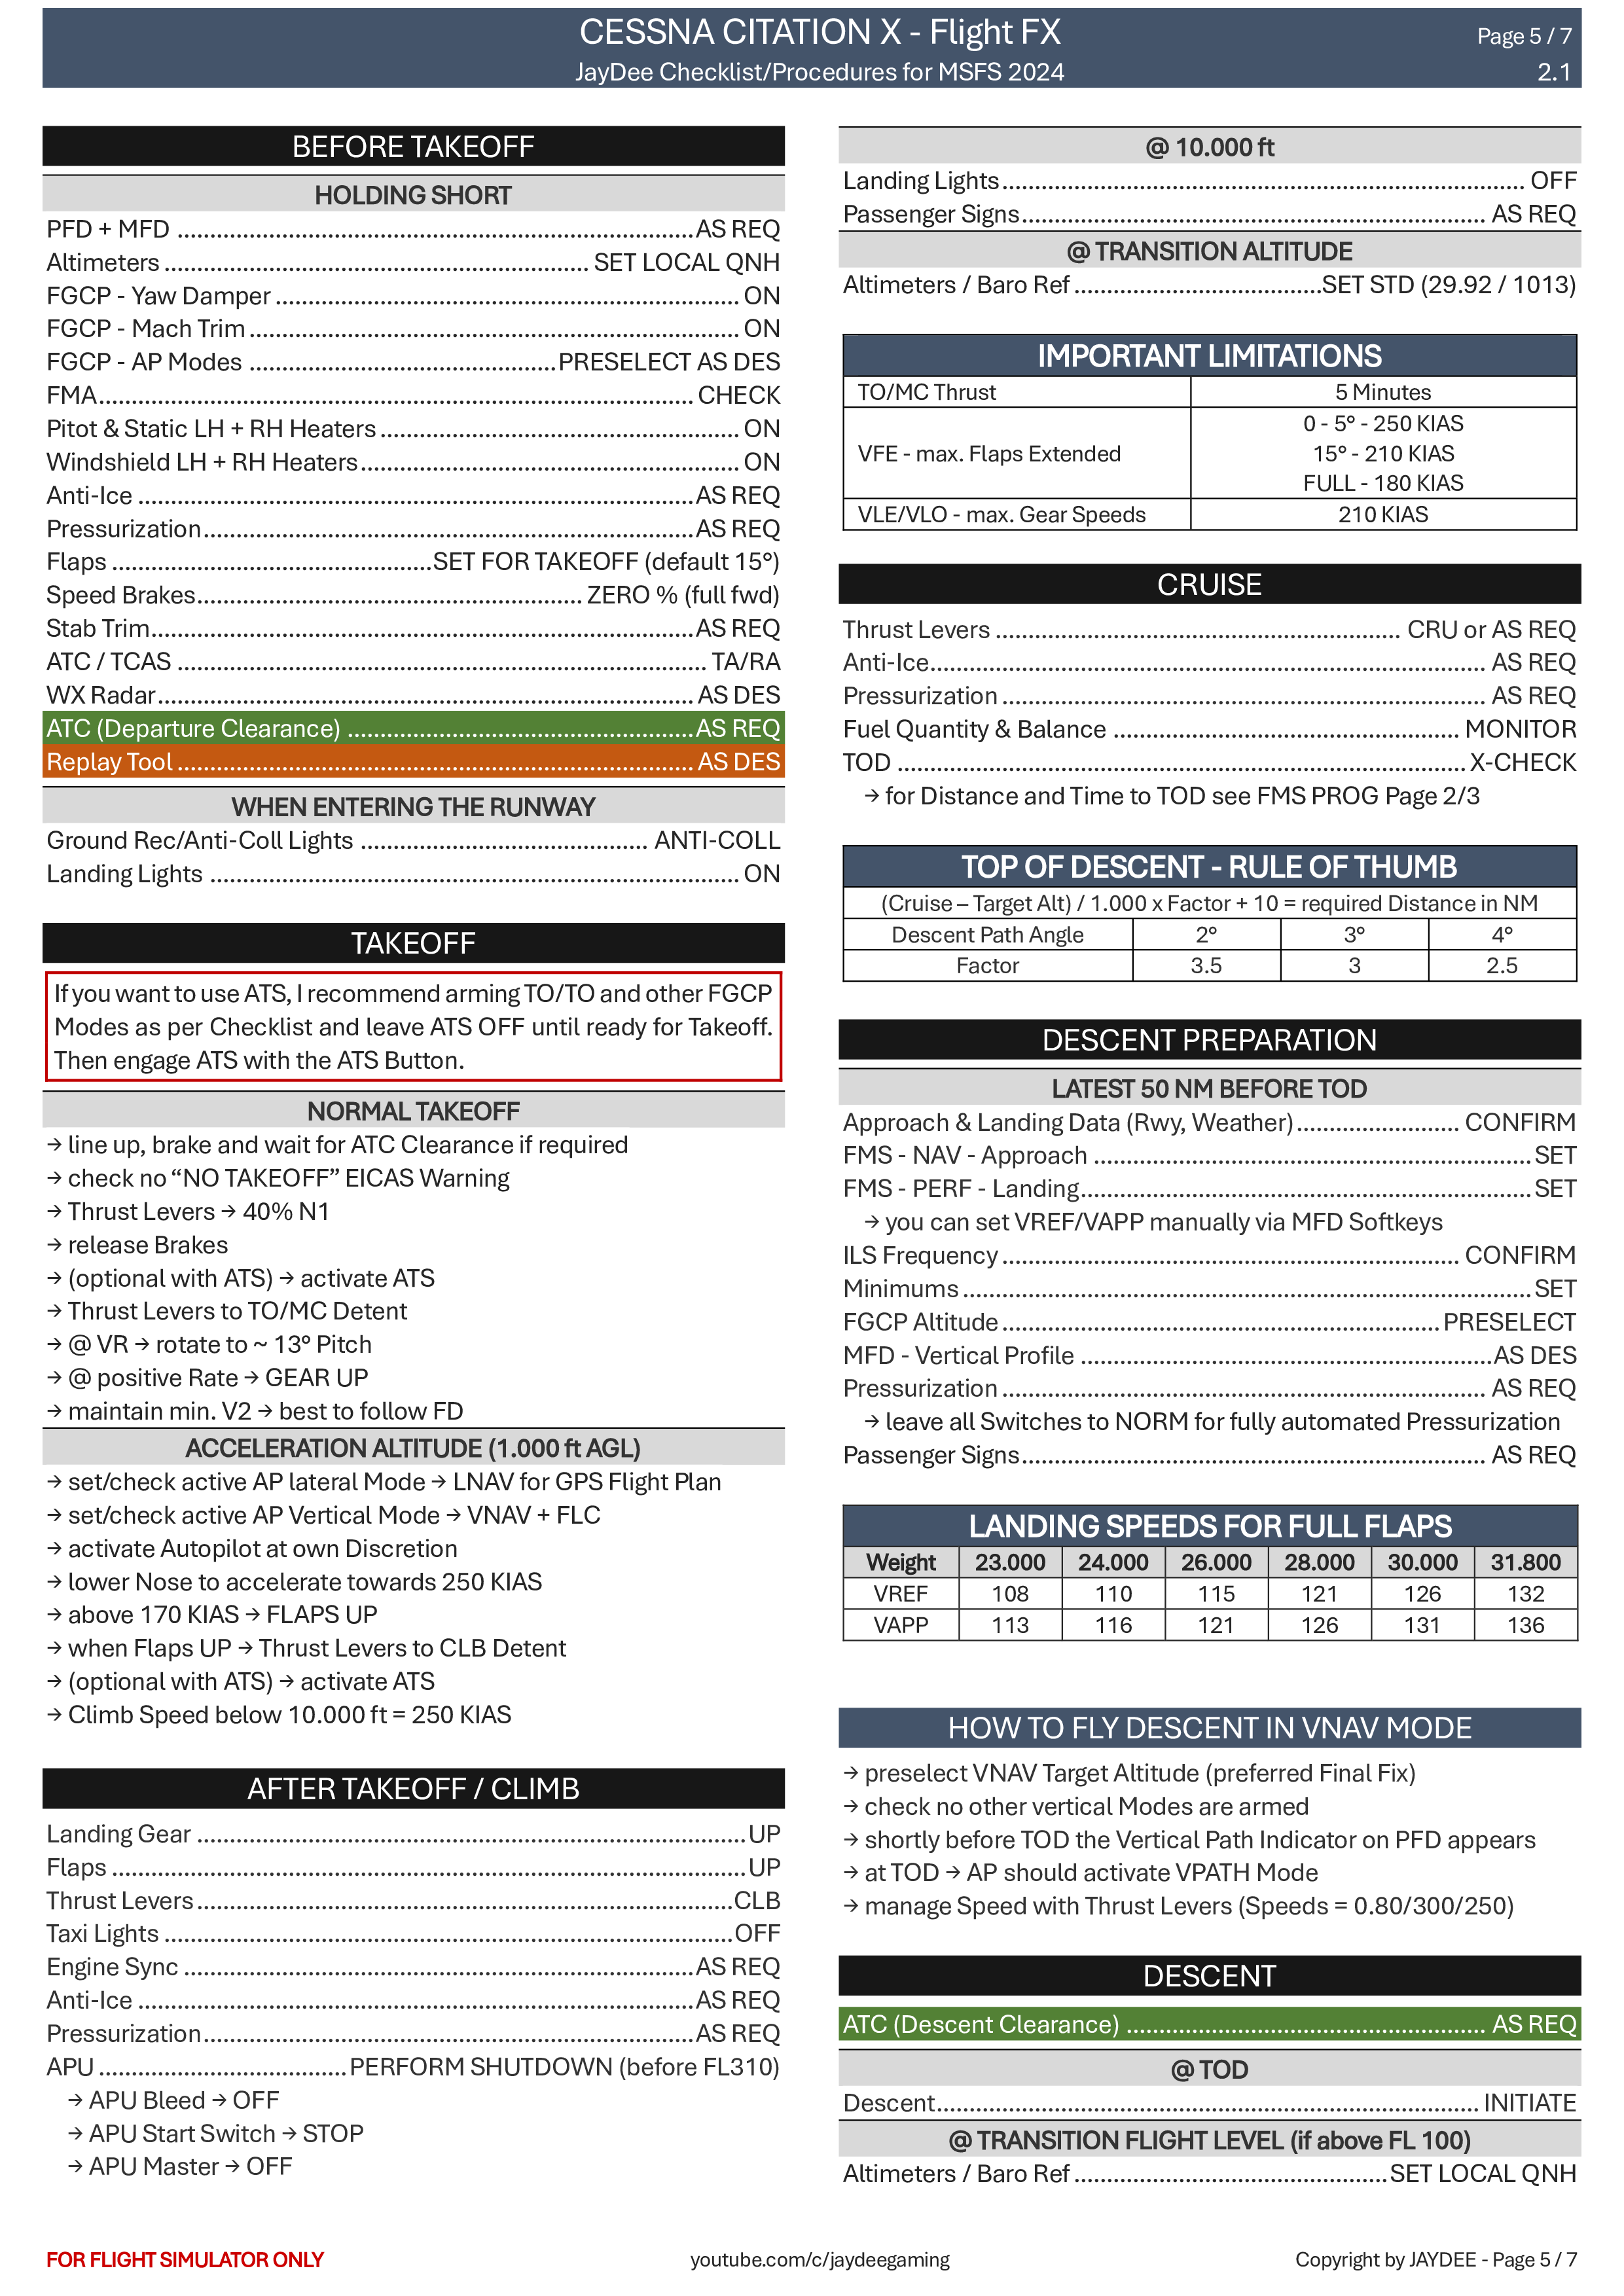 CESSNA CITATION X - Flight FX
Page 5 / 7
JayDee Checklist/Procedures for MSFS 2024
2.1
BEFORE TAKEOFF
HOLDING SHORT
PFD + MFD ........ AS REQ
Altimeters ........ SET LOCAL QNH
FGCP - Yaw Damper ........ ON
FGCP - Mach Trim ........ ON
FGCP - AP Modes ........ PRESELECT AS DES
FMA ........ CHECK
Pitot & Static LH + RH Heaters ........ ON
Windshield LH + RH Heaters ........ ON
Anti-Ice ........ AS REQ
Pressurization ........ AS REQ
Flaps ........ SET FOR TAKEOFF (default 15°)
Speed Brakes ........ ZERO % (full fwd)
Stab Trim ........ AS REQ
ATC / TCAS ........ TA/RA
WX Radar ........ AS DES
ATC (Departure Clearance) ........ AS REQ
Replay Tool ........ AS DES
WHEN ENTERING THE RUNWAY
Ground Rec/Anti-Coll Lights ........ ANTI-COLL
Landing Lights ........ ON
TAKEOFF
If you want to use ATS, I recommend arming TO/TO and other FGCP
Modes as per Checklist and leave ATS OFF until ready for Takeoff.
Then engage ATS with the ATS Button.
NORMAL TAKEOFF
→ line up, brake and wait for ATC Clearance if required
→ check no “NO TAKEOFF” EICAS Warning
→ Thrust Levers → 40% N1
→ release Brakes
→ (optional with ATS) → activate ATS
→ Thrust Levers to TO/MC Detent
→ @ VR → rotate to ~ 13° Pitch
→ @ positive Rate → GEAR UP
→ maintain min. V2 → best to follow FD
ACCELERATION ALTITUDE (1.000 ft AGL)
→ set/check active AP lateral Mode → LNAV for GPS Flight Plan
→ set/check active AP Vertical Mode → VNAV + FLC
→ activate Autopilot at own Discretion
→ lower Nose to accelerate towards 250 KIAS
→ above 170 KIAS → FLAPS UP
→ when Flaps UP → Thrust Levers to CLB Detent
→ (optional with ATS) → activate ATS
→ Climb Speed below 10.000 ft = 250 KIAS
AFTER TAKEOFF / CLIMB
Landing Gear ........ UP
Flaps ........ UP
Thrust Levers ........ CLB
Taxi Lights ........ OFF
Engine Sync ........ AS REQ
Anti-Ice ........ AS REQ
Pressurization ........ AS REQ
APU ........ PERFORM SHUTDOWN (before FL310)
→ APU Bleed → OFF
→ APU Start Switch → STOP
→ APU Master → OFF
@ 10.000 ft
Landing Lights ........ OFF
Passenger Signs ........ AS REQ
@ TRANSITION ALTITUDE
Altimeters / Baro Ref ........ SET STD (29.92 / 1013)
IMPORTANT LIMITATIONS
TO/MC Thrust 5 Minutes
0 - 5° - 250 KIAS
VFE - max. Flaps Extended 15° - 210 KIAS
FULL - 180 KIAS
VLE/VLO - max. Gear Speeds 210 KIAS
CRUISE
Thrust Levers ........ CRU or AS REQ
Anti-Ice ........ AS REQ
Pressurization ........ AS REQ
Fuel Quantity & Balance ........ MONITOR
TOD ........ X-CHECK
→ for Distance and Time to TOD see FMS PROG Page 2/3
TOP OF DESCENT - RULE OF THUMB
(Cruise – Target Alt) / 1.000 x Factor + 10 = required Distance in NM
Descent Path Angle 2° 3° 4°
Factor 3.5 3 2.5
DESCENT PREPARATION
LATEST 50 NM BEFORE TOD
Approach & Landing Data (Rwy, Weather) ........ CONFIRM
FMS - NAV - Approach ........ SET
FMS - PERF - Landing ........ SET
→ you can set VREF/VAPP manually via MFD Softkeys
ILS Frequency ........ CONFIRM
Minimums ........ SET
FGCP Altitude ........ PRESELECT
MFD - Vertical Profile ........ AS DES
Pressurization ........ AS REQ
→ leave all Switches to NORM for fully automated Pressurization
Passenger Signs ........ AS REQ
LANDING SPEEDS FOR FULL FLAPS
Weight 23.000 24.000 26.000 28.000 30.000 31.800
VREF 108 110 115 121 126 132
VAPP 113 116 121 126 131 136
HOW TO FLY DESCENT IN VNAV MODE
→ preselect VNAV Target Altitude (preferred Final Fix)
→ check no other vertical Modes are armed
→ shortly before TOD the Vertical Path Indicator on PFD appears
→ at TOD → AP should activate VPATH Mode
→ manage Speed with Thrust Levers (Speeds = 0.80/300/250)
DESCENT
ATC (Descent Clearance) ........ AS REQ
@ TOD
Descent ........ INITIATE
@ TRANSITION FLIGHT LEVEL (if above FL 100)
Altimeters / Baro Ref ........ SET LOCAL QNH
FOR FLIGHT SIMULATOR ONLY
youtube.com/c/jaydeegaming
Copyright by JAYDEE - Page 5 / 7